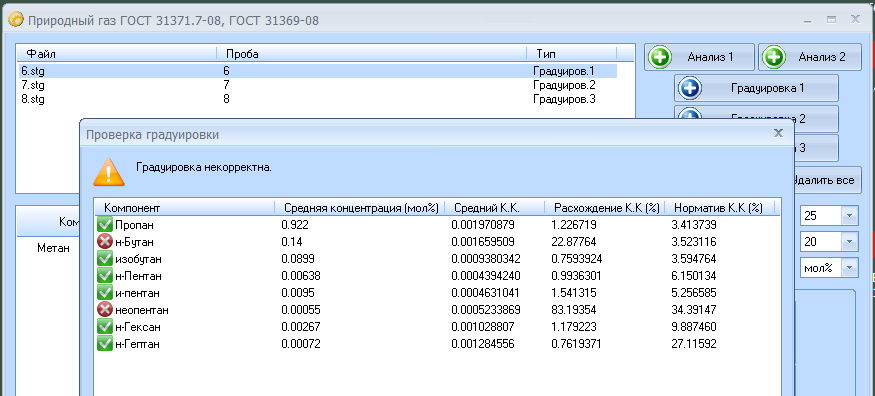 Природный газ ГОСТ 31371.7-08, ГОСТ 31369-08
Файл Проба Тип
6.stg 6 Градуиров.1
7.stg 7 Градуиров.2
8.stg 8 Градуиров.3
Анализ 1 Анализ 2
Градуировка 1
2
3
Удалить все
Проверка градуировки
Градуировка некорректна.
Компонент Средняя концентрация (мол%) Средний К.К. Расхождение К.К (%) Норматив К.К (%)
Пропан 0.922 0.001970879 1.226719 3.413739
н-Бутан 0.14 0.001659509 22.87764 3.523116
изобутан 0.0899 0.0009380342 0.7593924 3.594764
н-Пентан 0.00638 0.0004394240 0.9936301 6.150134
и-пентан 0.0095 0.0004631041 1.541315 5.256585
неопентан 0.00055 0.0005233869 83.19354 34.39147
н-Гексан 0.00267 0.001028807 1.179223 9.887460
н-Гептан 0.00072 0.001284556 0.7619371 27.11592
Ком
Метан
25
20
мол%